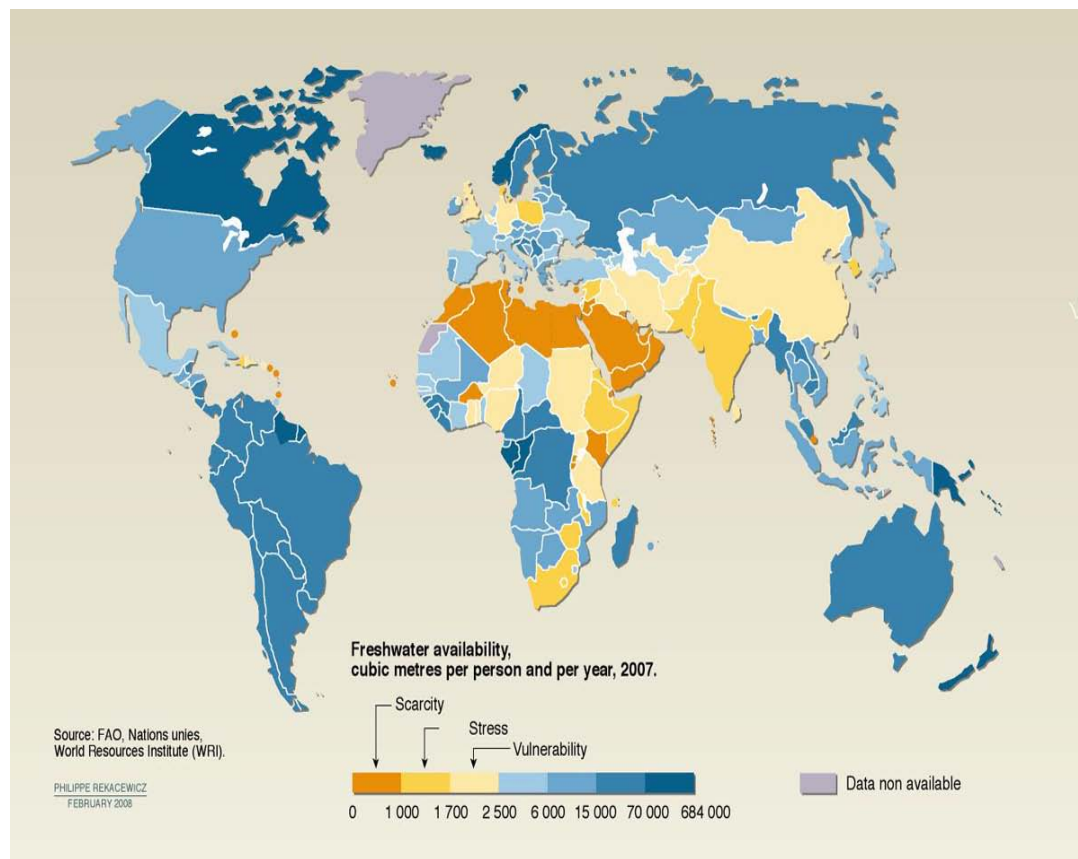 Freshwater availability,
cubic metres per person and per year, 2007.
Scarcity
Stress
Vulnerability
0 1 000 1 700 2 500 6 000 15 000 70 000 684 000
Data non available
Source: FAO, Nations unies,
World Resources Institute (WRI).
PHILIPPE REKACEWICZ
FEBRUARY 2008